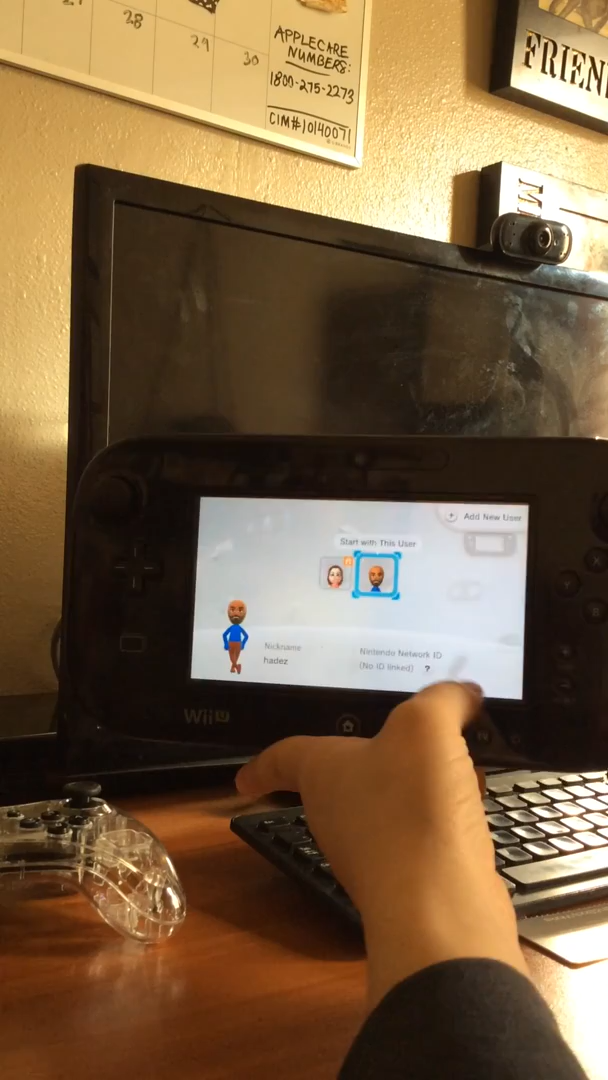 28
29
30
APPLECARE
NUMBERS:
1800-275-2273
CIM#10140071
FRIEN
M
Add New User
Start with This User
Nickname
hadez
Nintendo Network ID
(No ID linked) ?
Wii U